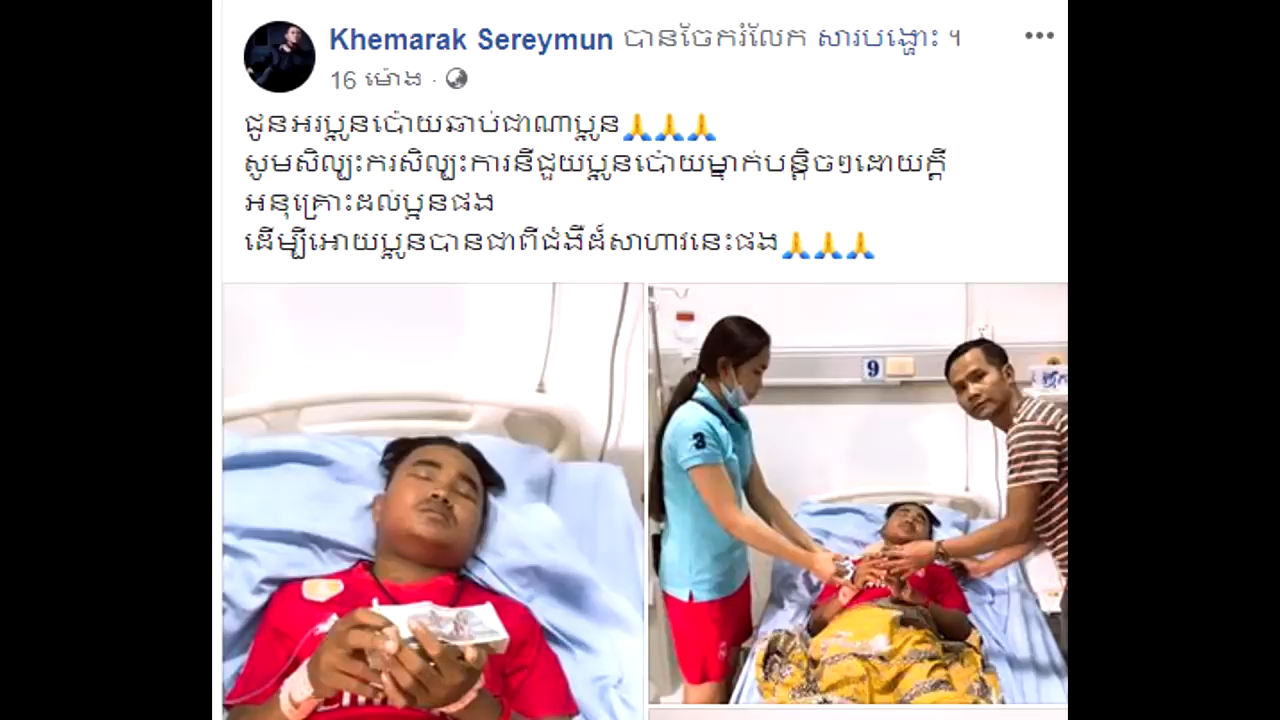 Khemarak Sereymun បានចែករំលែក សារបង្ហោះ ។
16 ម៉ោង ·
ជូនអរប្អូនប៉ោយឆាប់ជាណាប្អូន🙏🙏🙏
សូមសិល្បះករសិល្បះការនីជួយប្អូនប៉ោយម្នាក់បន្តិចៗដោយក្ដី
អនុគ្រោះដល់ប្អូនផង
ដើម្បីអោយប្អូនបានជាពីជំងឺដ៍សាហាវនេះផង🙏🙏🙏
9
3